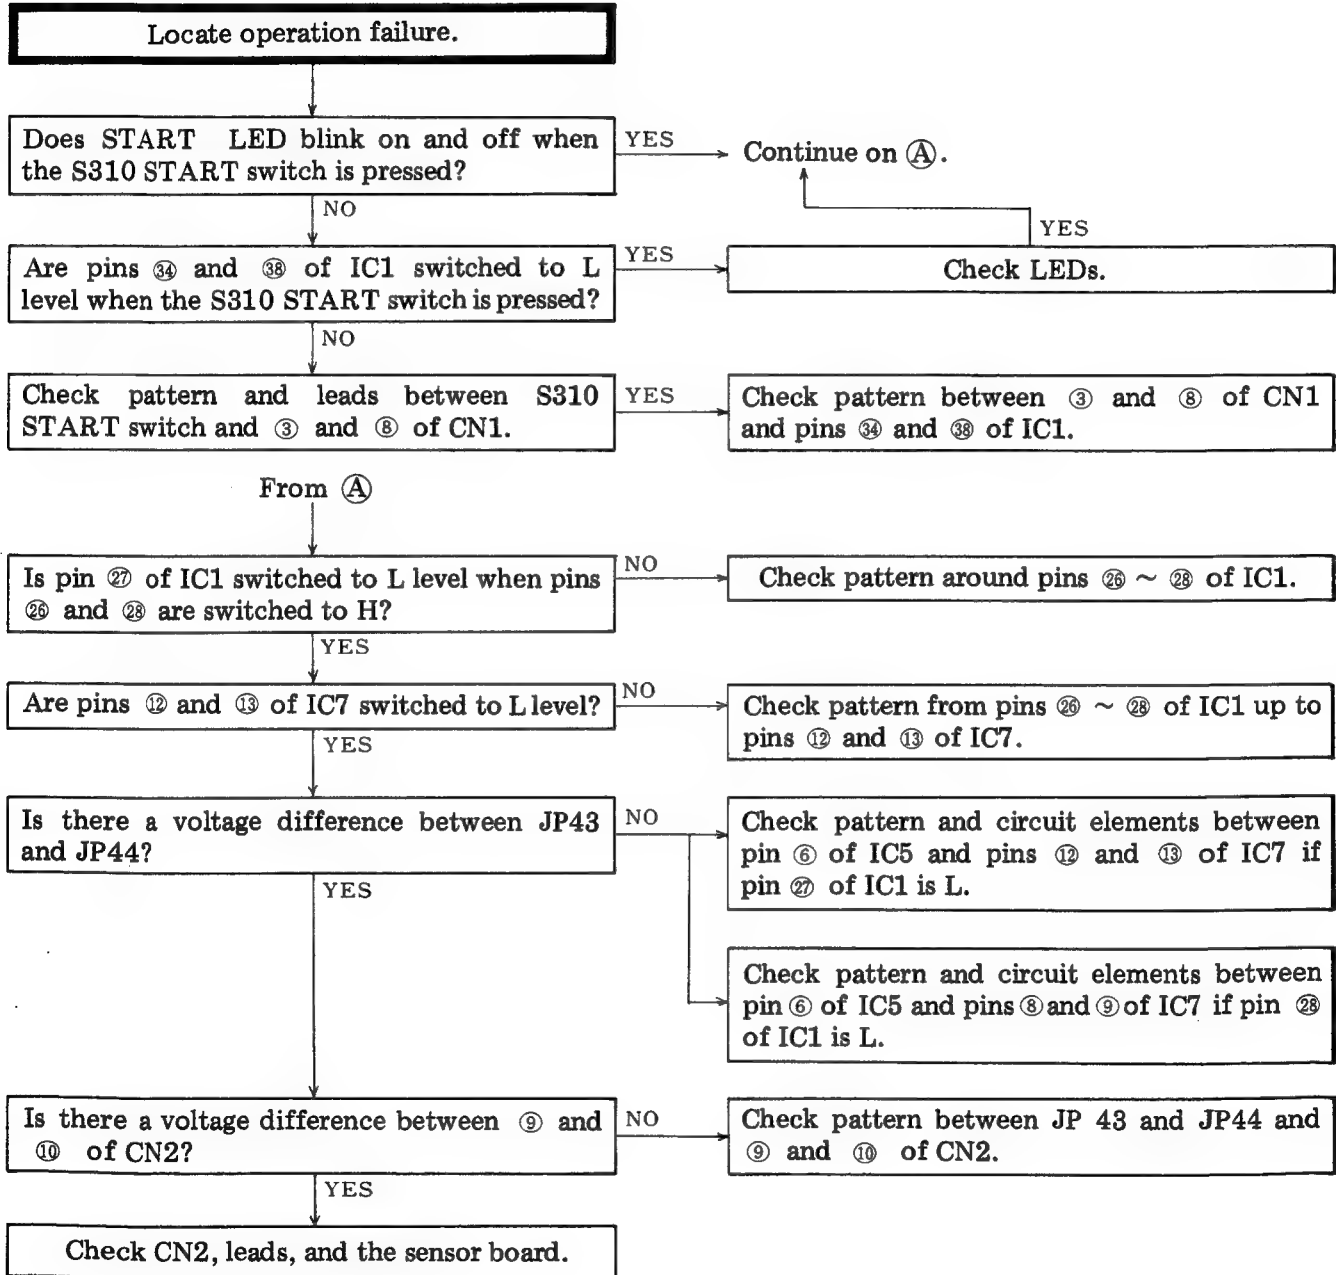 Locate operation failure.
Does START LED blink on and off when
the S310 START switch is pressed?
YES
Continue on Ⓐ.
NO
YES
Are pins ㉞ and ㊳ of IC1 switched to L
level when the S310 START switch is pressed?
YES
Check LEDs.
NO
Check pattern and leads between S310
START switch and ③ and ⑧ of CN1.
YES
Check pattern between ③ and ⑧ of CN1
and pins ㉞ and ㊳ of IC1.
From Ⓐ
Is pin ㉗ of IC1 switched to L level when pins
㉖ and ㉘ are switched to H?
NO
Check pattern around pins ㉖ ~ ㉘ of IC1.
YES
Are pins ⑫ and ⑬ of IC7 switched to L level?
NO
Check pattern from pins ㉖ ~ ㉘ of IC1 up to
pins ⑫ and ⑬ of IC7.
YES
Is there a voltage difference between JP43
and JP44?
NO
Check pattern and circuit elements between
pin ⑥ of IC5 and pins ⑫ and ⑬ of IC7 if
pin ㉗ of IC1 is L.
YES
Check pattern and circuit elements between
pin ⑥ of IC5 and pins ⑧ and ⑨ of IC7 if pin ㉘
of IC1 is L.
Is there a voltage difference between ⑨ and
⑩ of CN2?
NO
Check pattern between JP 43 and JP44 and
⑨ and ⑩ of CN2.
YES
Check CN2, leads, and the sensor board.